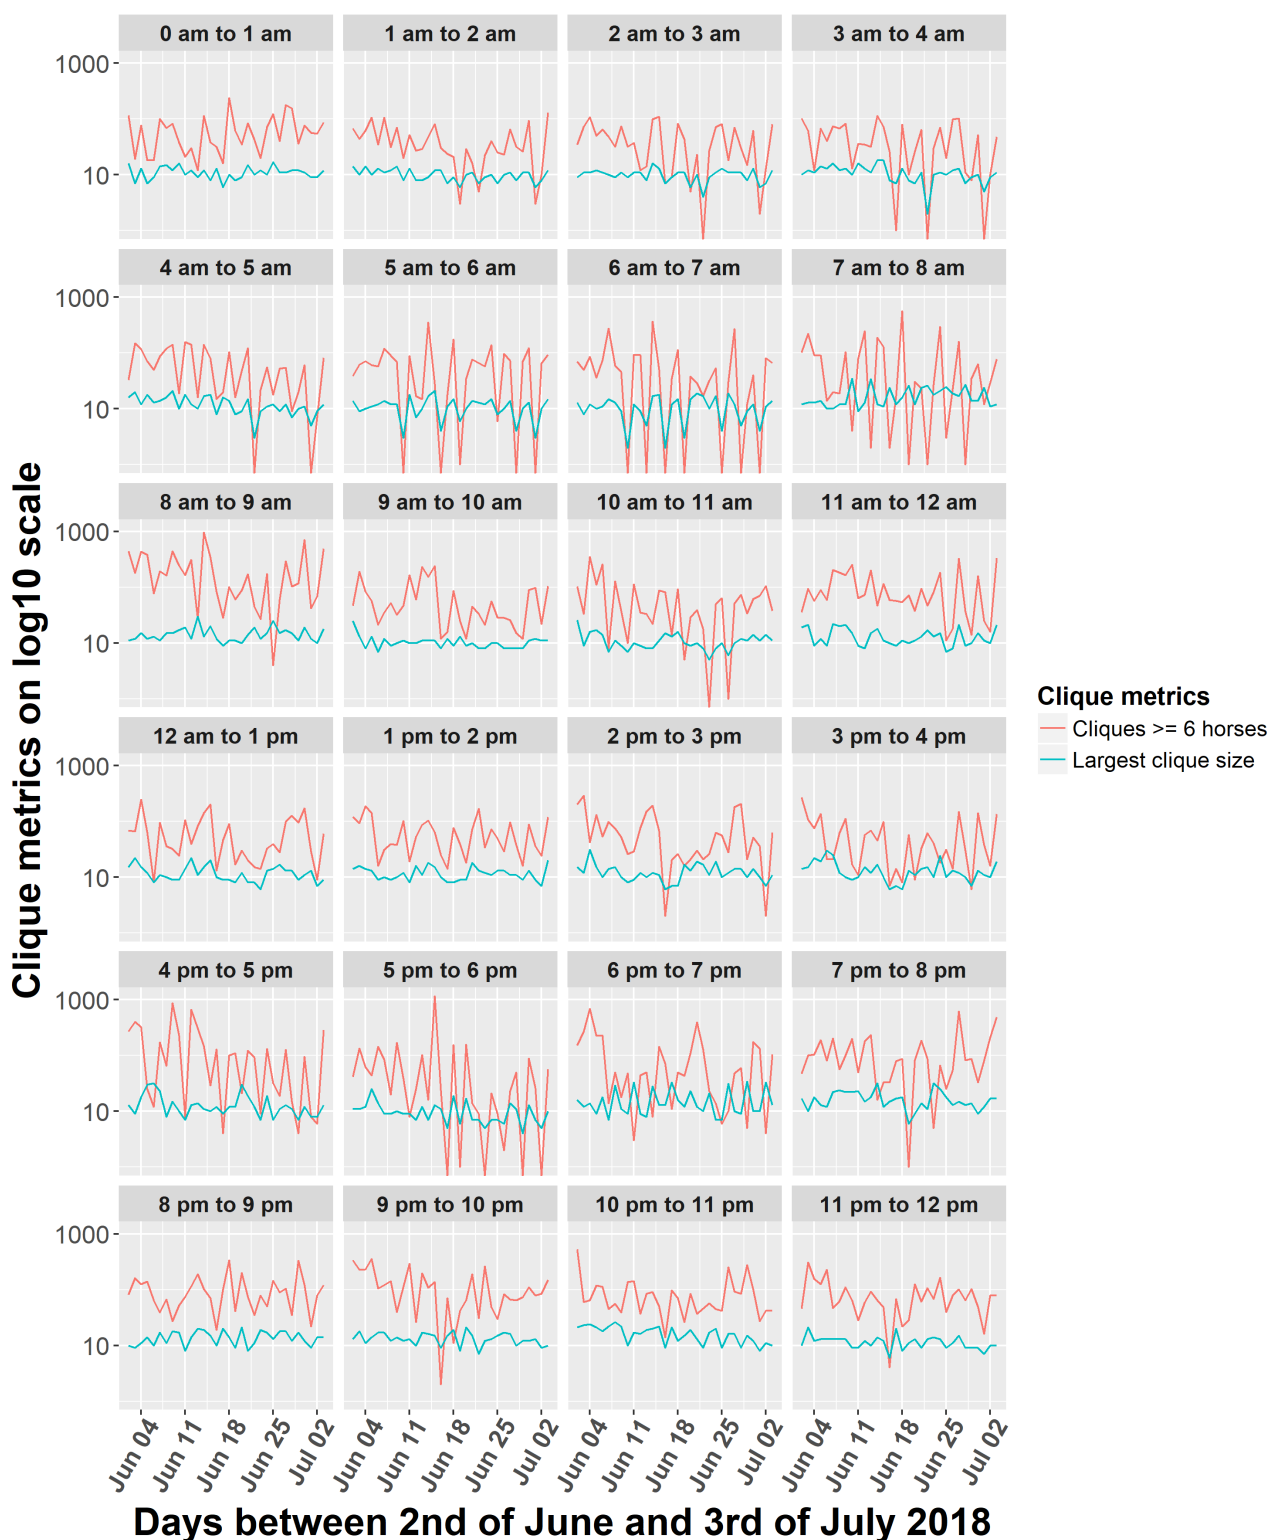 0 am to 1 am
1 am to 2 am
2 am to 3 am
3 am to 4 am
1000
10
4 am to 5 am
5 am to 6 am
6 am to 7 am
7 am to 8 am
1000
10
8 am to 9 am
9 am to 10 am
10 am to 11 am
11 am to 12 am
1000
10
12 am to 1 pm
1 pm to 2 pm
2 pm to 3 pm
3 pm to 4 pm
1000
10
4 pm to 5 pm
5 pm to 6 pm
6 pm to 7 pm
7 pm to 8 pm
1000
10
8 pm to 9 pm
9 pm to 10 pm
10 pm to 11 pm
11 pm to 12 pm
1000
10
Jun 04
Jun 11
Jun 18
Jun 25
Jul 02
Jun 04
Jun 11
Jun 18
Jun 25
Jul 02
Jun 04
Jun 11
Jun 18
Jun 25
Jul 02
Jun 04
Jun 11
Jun 18
Jun 25
Jul 02
Days between 2nd of June and 3rd of July 2018
Clique metrics on log10 scale
Clique metrics
Cliques >= 6 horses
Largest clique size